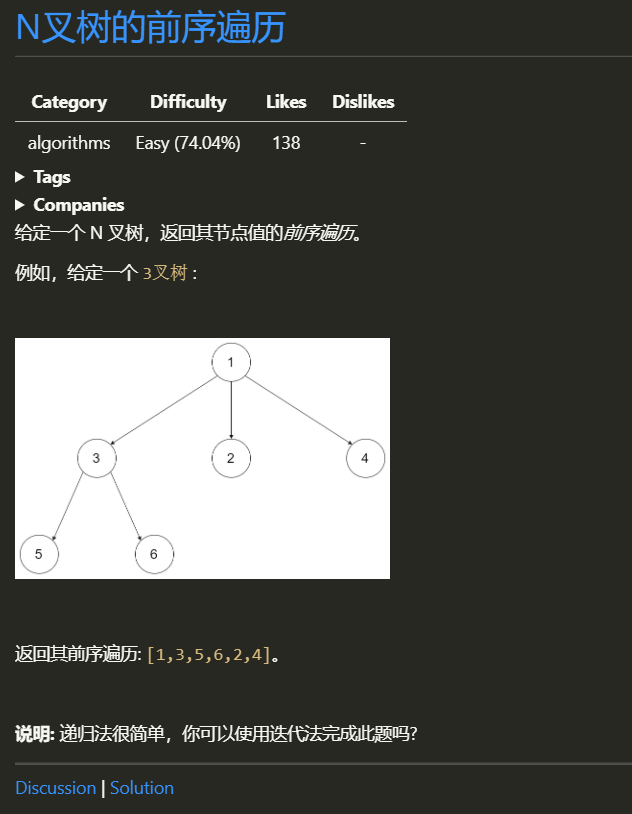 N叉树的前序遍历
Category Difficulty Likes Dislikes
algorithms Easy (74.04%) 138 -
Tags
Companies
给定一个 N 叉树，返回其节点值的前序遍历。
例如，给定一个 3叉树 :
1
3 2 4
5 6
返回其前序遍历: [1,3,5,6,2,4]。
说明: 递归法很简单，你可以使用迭代法完成此题吗?
Discussion | Solution